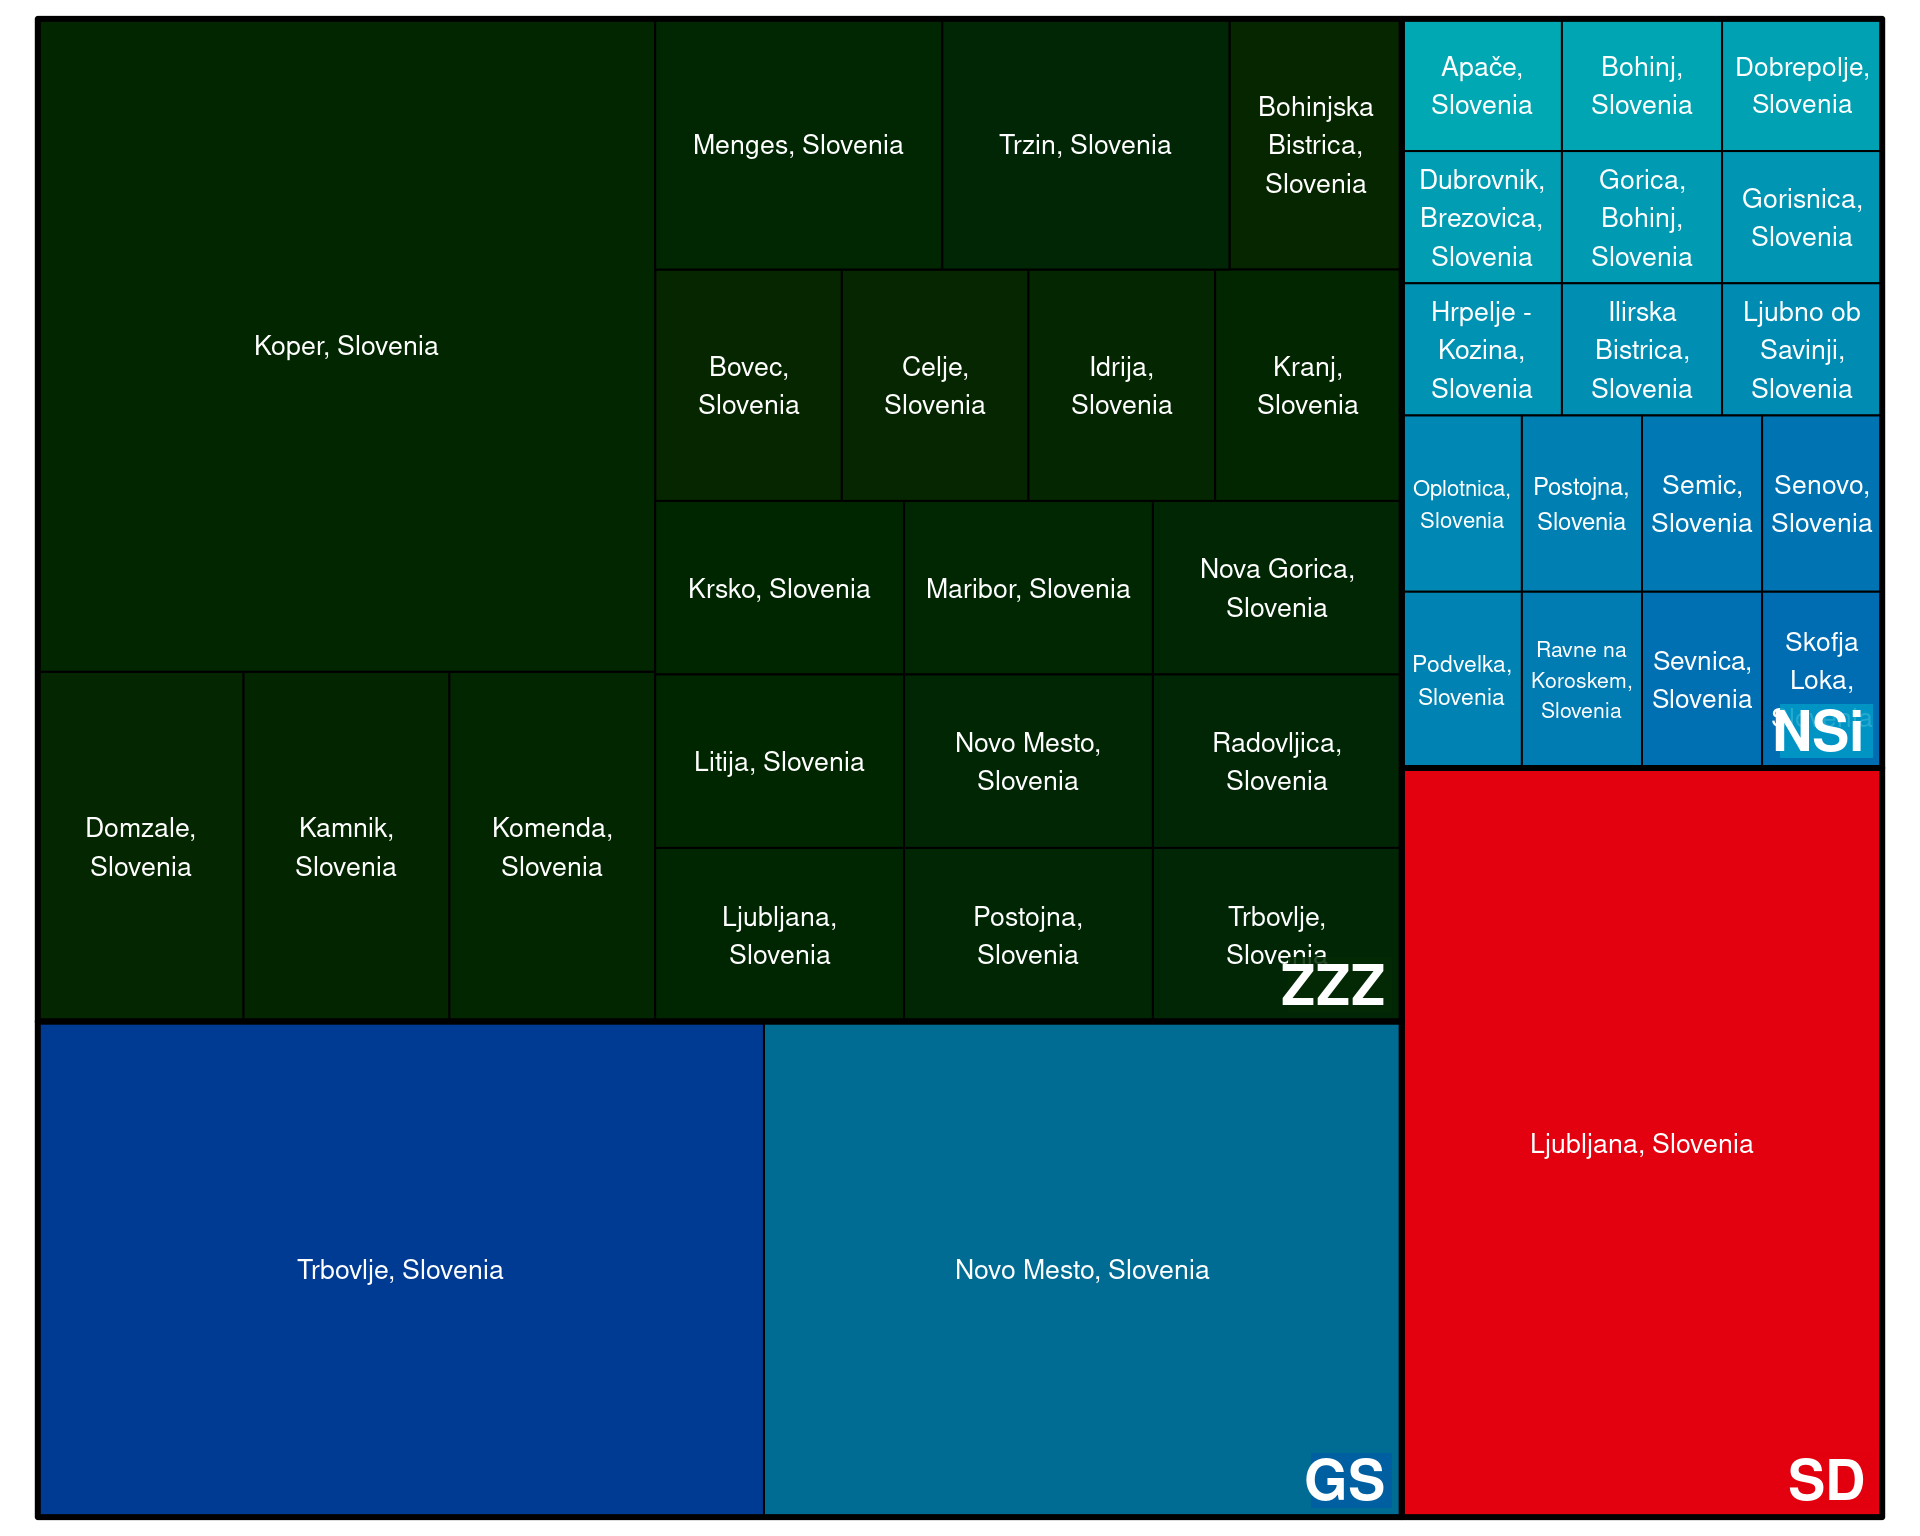 Koper, Slovenia
Menges, Slovenia
Trzin, Slovenia
Bohinjska
Bistrica,
Slovenia
Bovec,
Slovenia
Celje,
Slovenia
Idrija,
Slovenia
Kranj,
Slovenia
Krsko, Slovenia
Maribor, Slovenia
Nova Gorica,
Slovenia
Litija, Slovenia
Novo Mesto,
Slovenia
Radovljica,
Slovenia
Domzale,
Slovenia
Kamnik,
Slovenia
Komenda,
Slovenia
Ljubljana,
Slovenia
Postojna,
Slovenia
Trbovlje,
Slovenia
ZZZ
Apače,
Slovenia
Bohinj,
Slovenia
Dobrepolje,
Slovenia
Dubrovnik,
Brezovica,
Slovenia
Gorica,
Bohinj,
Slovenia
Gorisnica,
Slovenia
Hrpelje -
Kozina,
Slovenia
Ilirska
Bistrica,
Slovenia
Ljubno ob
Savinji,
Slovenia
Oplotnica,
Slovenia
Postojna,
Slovenia
Semic,
Slovenia
Senovo,
Slovenia
Podvelka,
Slovenia
Ravne na
Koroskem,
Slovenia
Sevnica,
Slovenia
Skofja
Loka,
Slovenia
NSi
Trbovlje, Slovenia
Novo Mesto, Slovenia
GS
Ljubljana, Slovenia
SD